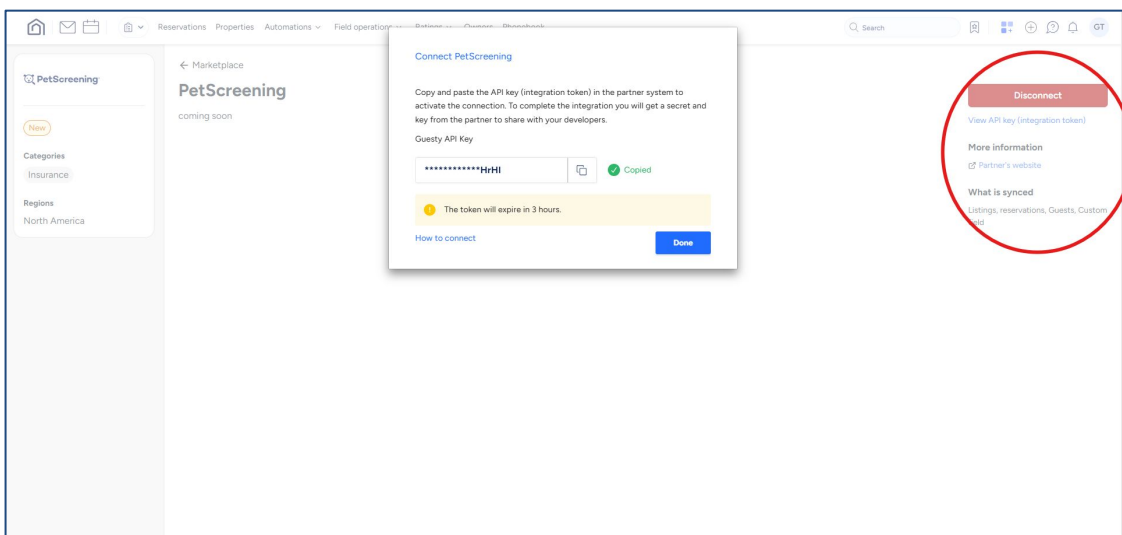 Reservations Properties Automations Field operations Ratings Owners Phonebook
Search
GT
PetScreening
New
Categories
Insurance
Regions
North America
← Marketplace
PetScreening
coming soon
Connect PetScreening
Copy and paste the API key (integration token) in the partner system to
activate the connection. To complete the integration you will get a secret and
key from the partner to share with your developers.
Guesty API Key
************HrHI
Copied
The token will expire in 3 hours.
How to connect
Done
Disconnect
View API key (integration token)
More information
Partner's website
What is synced
Listings, reservations, Guests, Custom
field